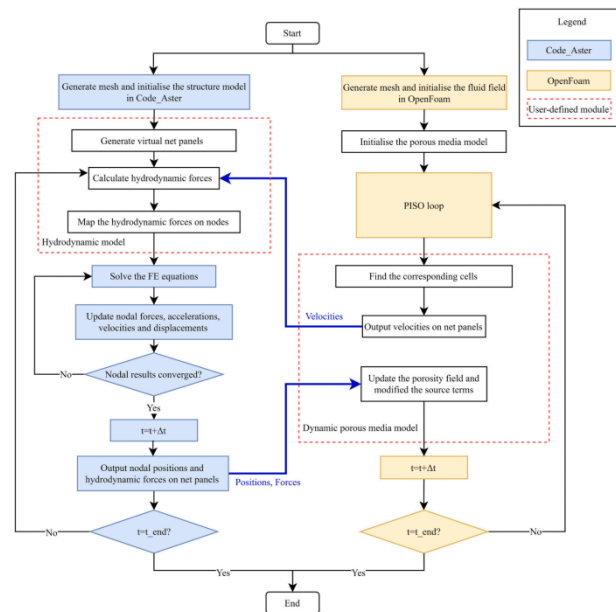 Start
Legend
Code_Aster
OpenFoam
User-defined module
Generate mesh and initialise the structure model
in Code_Aster
Generate mesh and initialise the fluid field
in OpenFoam
Generate virtual net panels
Initialise the porous media model
Calculate hydrodynamic forces
PISO loop
Map the hydrodynamic forces on nodes
Hydrodynamic model
Solve the FE equations
Find the corresponding cells
Update nodal forces, accelerations,
velocities and displacements
Velocities
Output velocities on net panels
No
Nodal results converged?
Update the porosity field and
modified the source terms
Yes
Dynamic porous media model
t=t+Δt
t=t+Δt
Output nodal positions and
hydrodynamic forces on net panels
Positions, Forces
No
t=t_end?
t=t_end?
No
Yes
Yes
End